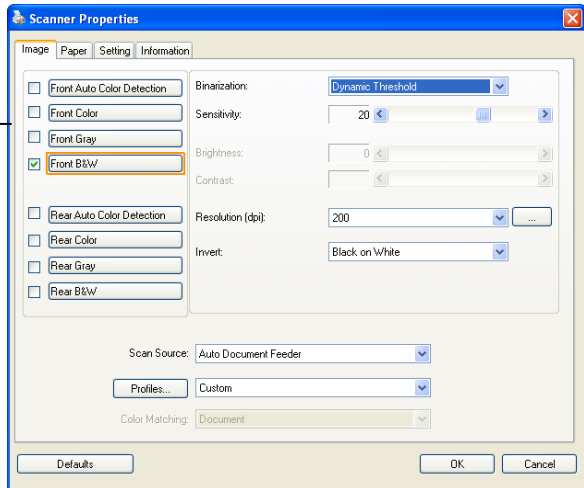 Scanner Properties
Image Paper Setting Information
Front Auto Color Detection
Front Color
Front Gray
Front B&W
Rear Auto Color Detection
Rear Color
Rear Gray
Rear B&W
Binarization: Dynamic Threshold
Sensitivity: 20
Brightness: 0
Contrast:
Resolution (dpi): 200 ...
Invert: Black on White
Scan Source: Auto Document Feeder
Profiles... Custom
Color Matching: Document
Defaults OK Cancel